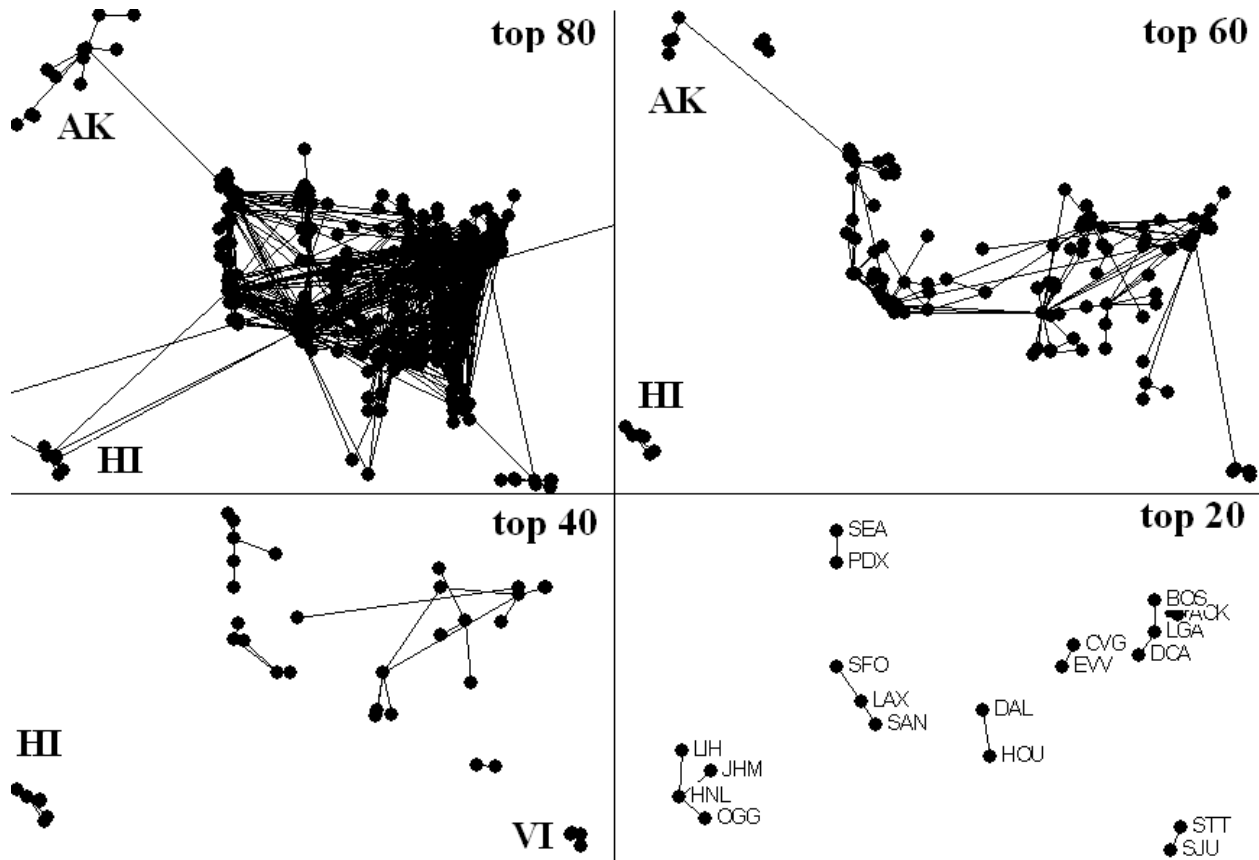 top 80
AK
HI
top 60
AK
HI
top 40
HI
VI
top 20
SEA
PDX
BOS
ACK
LGA
CVG
DCA
EVV
SFO
LAX
SAN
DAL
HOU
LIH
JHM
HNL
OGG
STT
SJU